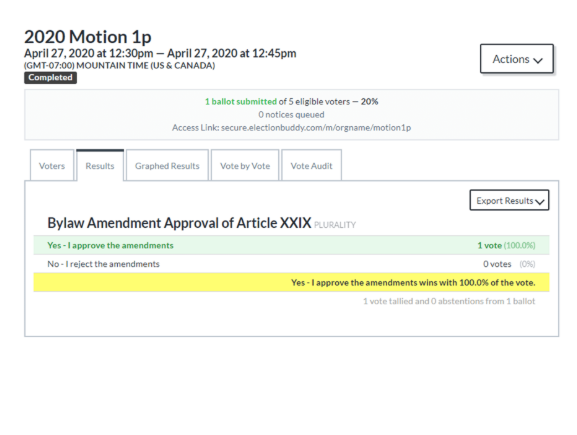 2020 Motion 1p
April 27, 2020 at 12:30pm — April 27, 2020 at 12:45pm
(GMT-07:00) MOUNTAIN TIME (US & CANADA)
Completed
Actions
1 ballot submitted of 5 eligible voters — 20%
0 notices queued
Access Link: secure.electionbuddy.com/m/orgname/motion1p
Voters Results Graphed Results Vote by Vote Vote Audit
Export Results
Bylaw Amendment Approval of Article XXIX PLURALITY
Yes - I approve the amendments 1 vote (100.0%)
No - I reject the amendments 0 votes (0%)
Yes - I approve the amendments wins with 100.0% of the vote.
1 vote tallied and 0 abstentions from 1 ballot